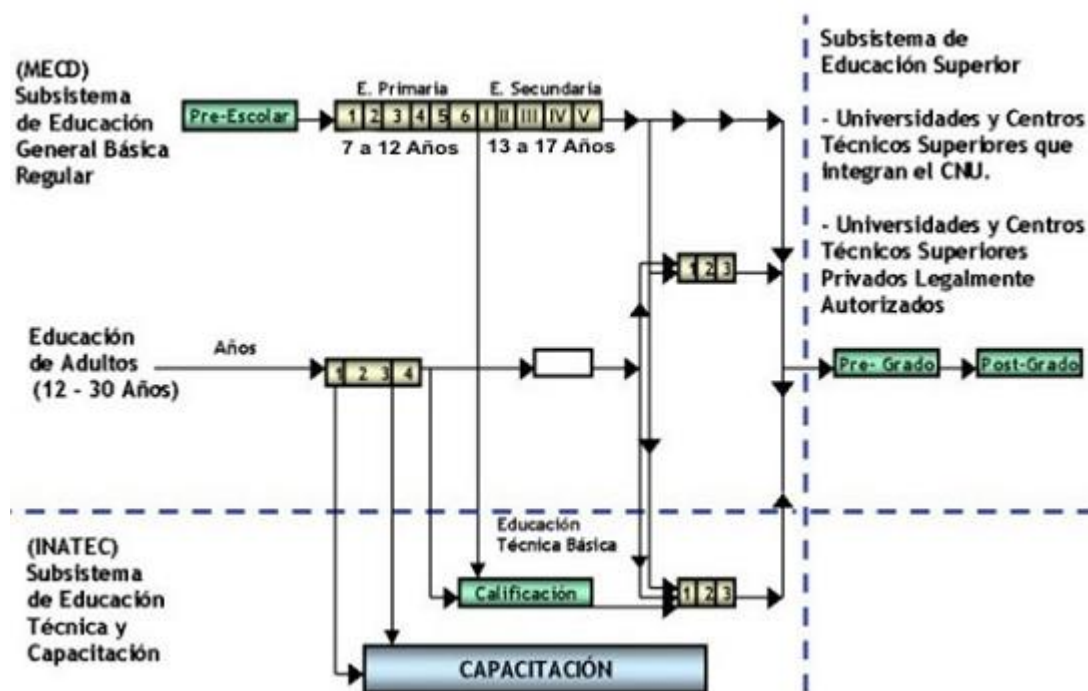 (MECD)
Subsistema
de Educación
General Básica
Regular
Pre-Escolar
E. Primaria
E. Secundaria
1 2 3 4 5 6 I II III IV V
7 a 12 Años
13 a 17 Años
Subsistema de
Educación Superior
- Universidades y Centros
Técnicos Superiores que
integran el CNU.
- Universidades y Centros
Técnicos Superiores
Privados Legalmente
Autorizados
1 2 3
Educación
de Adultos
(12 - 30 Años)
Años
1 2 3 4
Pre- Grado
Post-Grado
(INATEC)
Subsistema
de Educación
Técnica y
Capacitación
Educación
Técnica Básica
Calificación
1 2 3
CAPACITACIÓN